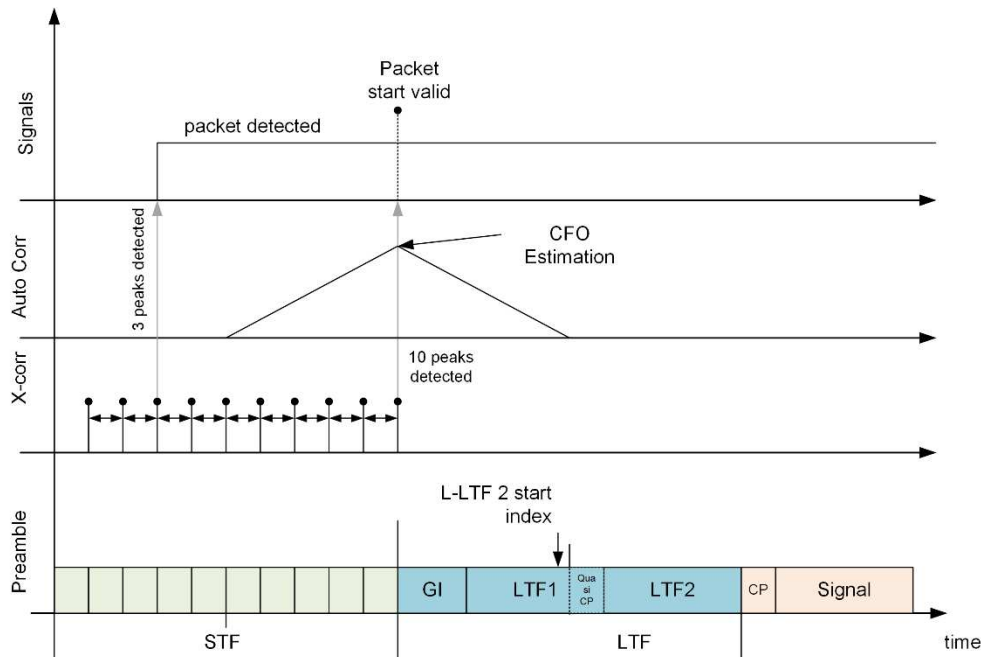 Signals
Packet
start valid
packet detected
Auto Corr
3 peaks detected
CFO
Estimation
X-corr
10 peaks
detected
L-LTF 2 start
index
Preamble
GI
LTF1
Qua
si
CP
LTF2
CP
Signal
STF
LTF
time